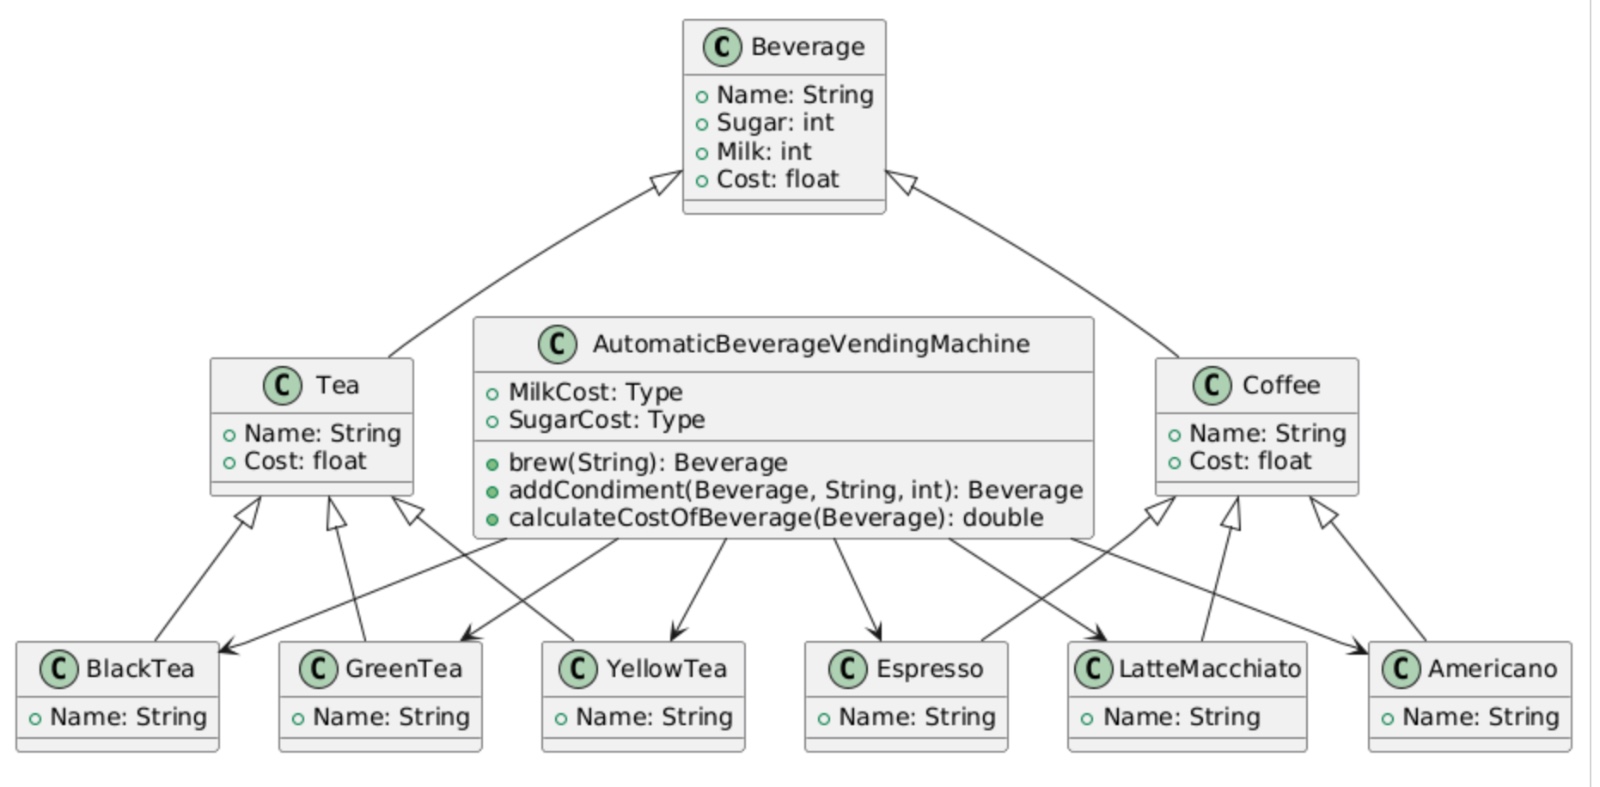 C Beverage
Name: String
Sugar: int
Milk: int
Cost: float
C Tea
Name: String
Cost: float
C AutomaticBeverageVendingMachine
MilkCost: Type
SugarCost: Type
brew(String): Beverage
addCondiment(Beverage, String, int): Beverage
calculateCostOfBeverage(Beverage): double
C Coffee
Name: String
Cost: float
C BlackTea
Name: String
C GreenTea
Name: String
C YellowTea
Name: String
C Espresso
Name: String
C LatteMacchiato
Name: String
C Americano
Name: String